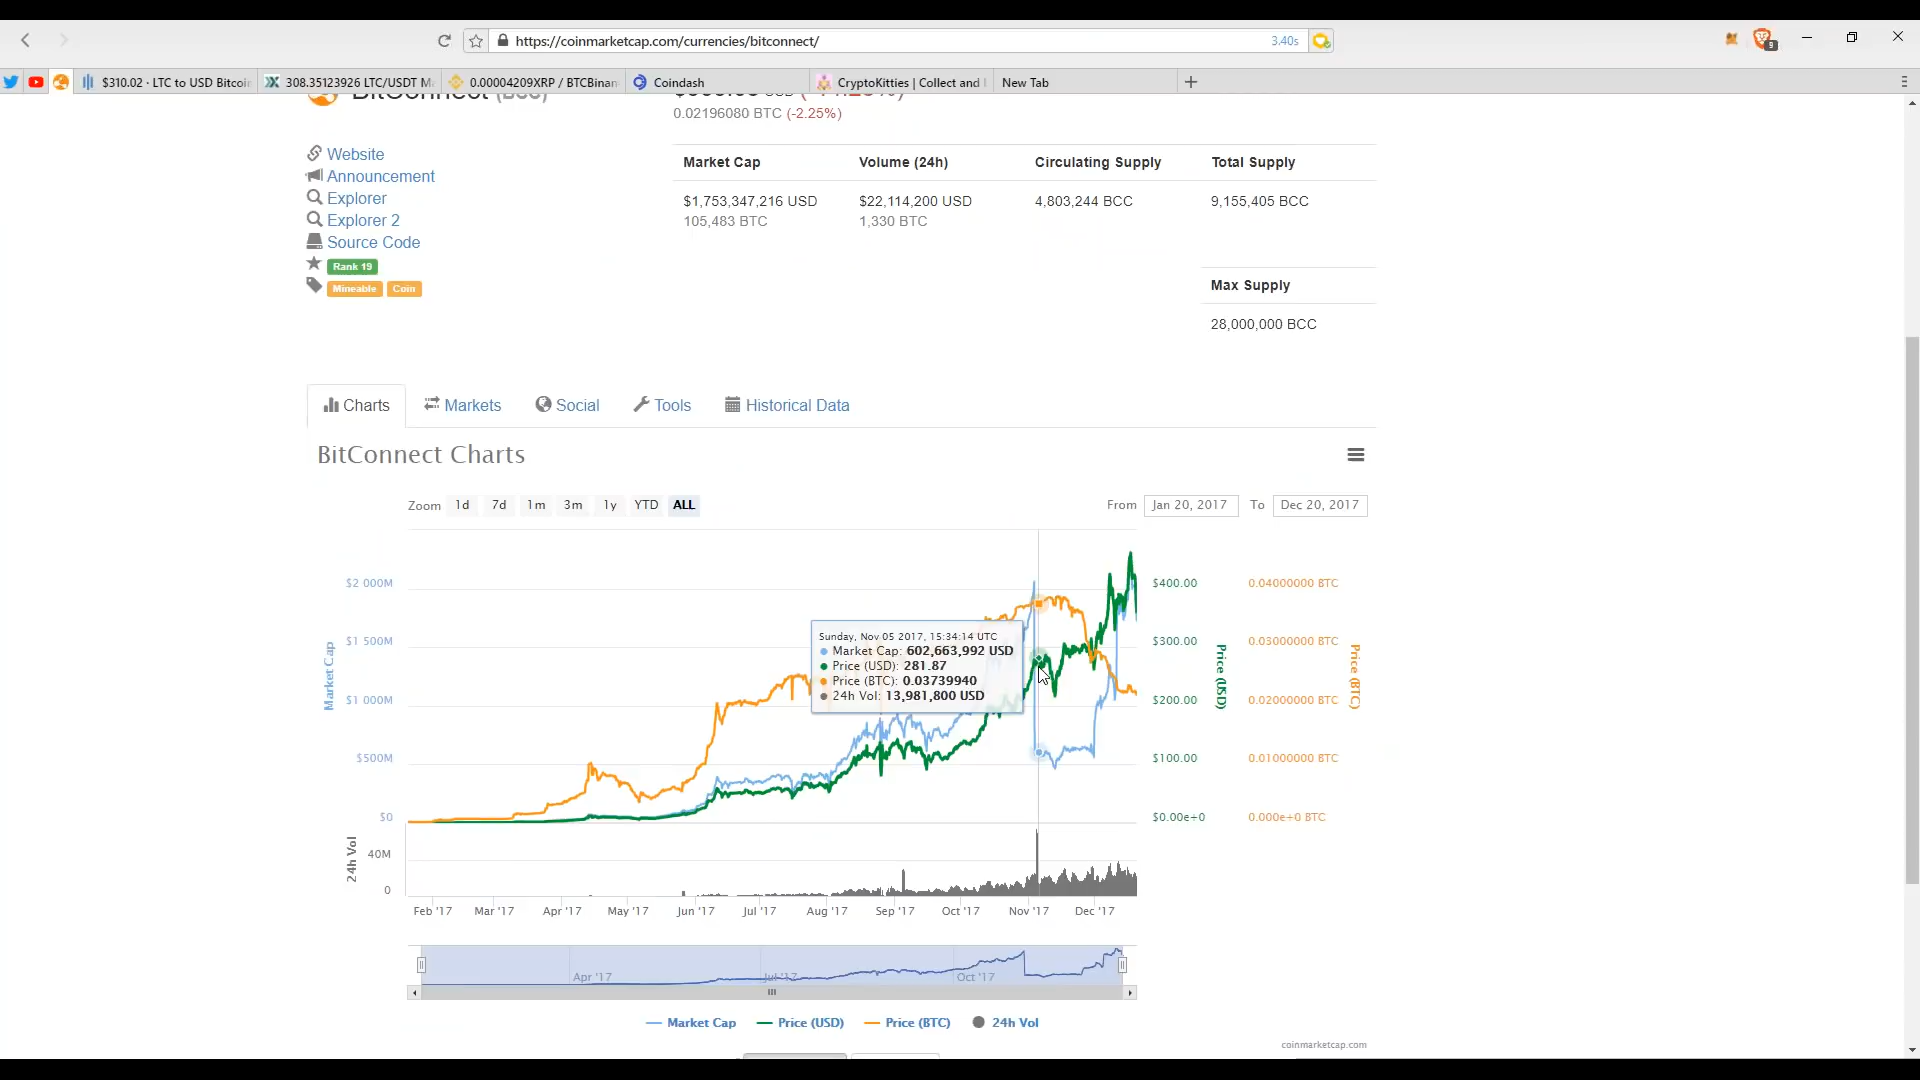 https://coinmarketcap.com/currencies/bitconnect/ 3.40s
9
$310.02 · LTC to USD Bitcoi 308.35123926 LTC/USDT M 0.00004209XRP / BTCBinan Coindash CryptoKitties | Collect and New Tab
BitConnect (BCC)
0.02196080 BTC (-2.25%)
Website
Announcement
Explorer
Explorer 2
Source Code
Rank 19
Mineable Coin
Market Cap Volume (24h) Circulating Supply Total Supply
$1,753,347,216 USD $22,114,200 USD 4,803,244 BCC 9,155,405 BCC
105,483 BTC 1,330 BTC
Max Supply
28,000,000 BCC
Charts Markets Social Tools Historical Data
BitConnect Charts
Zoom 1d 7d 1m 3m 1y YTD ALL From Jan 20, 2017 To Dec 20, 2017
$2 000M $400.00 0.04000000 BTC
$1 500M $300.00 0.03000000 BTC
$1 000M $200.00 0.02000000 BTC
$500M $100.00 0.01000000 BTC
$0 $0.00e+0 0.000e+0 BTC
Market Cap
Price (USD)
Price (BTC)
Sunday, Nov 05 2017, 15:34:14 UTC
Market Cap: 602,663,992 USD
Price (USD): 281.87
Price (BTC): 0.03739940
24h Vol: 13,981,800 USD
24h Vol
40M
0
Feb '17 Mar '17 Apr '17 May '17 Jun '17 Jul '17 Aug '17 Sep '17 Oct '17 Nov '17 Dec '17
Apr '17 Jul '17 Oct '17
Market Cap Price (USD) Price (BTC) 24h Vol
coinmarketcap.com